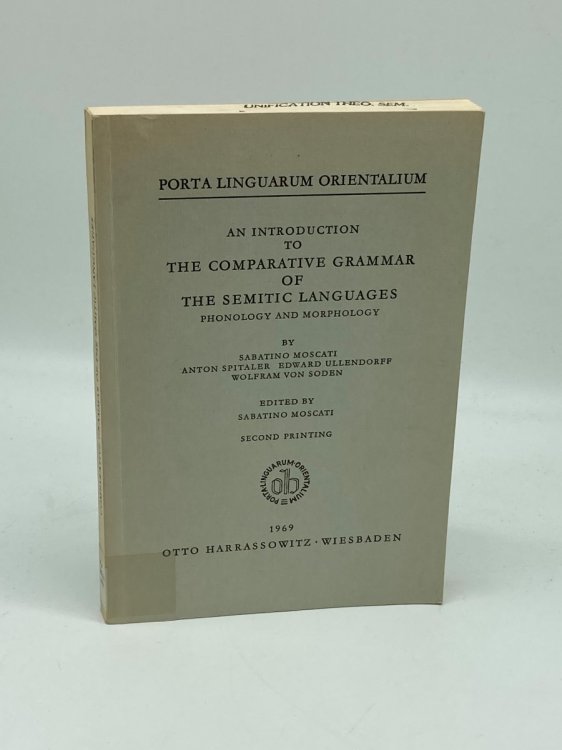 UNIFICATION THEO. SEM.
PORTA LINGUARUM ORIENTALIUM
AN INTRODUCTION
TO
THE COMPARATIVE GRAMMAR
OF
THE SEMITIC LANGUAGES
PHONOLOGY AND MORPHOLOGY
BY
SABATINO MOSCATI
ANTON SPITALER EDWARD ULLENDORFF
WOLFRAM VON SODEN
EDITED BY
SABATINO MOSCATI
SECOND PRINTING
PORTA·LINGUARUM·ORIENTALIUM
oh
1969
OTTO HARRASSOWITZ · WIESBADEN